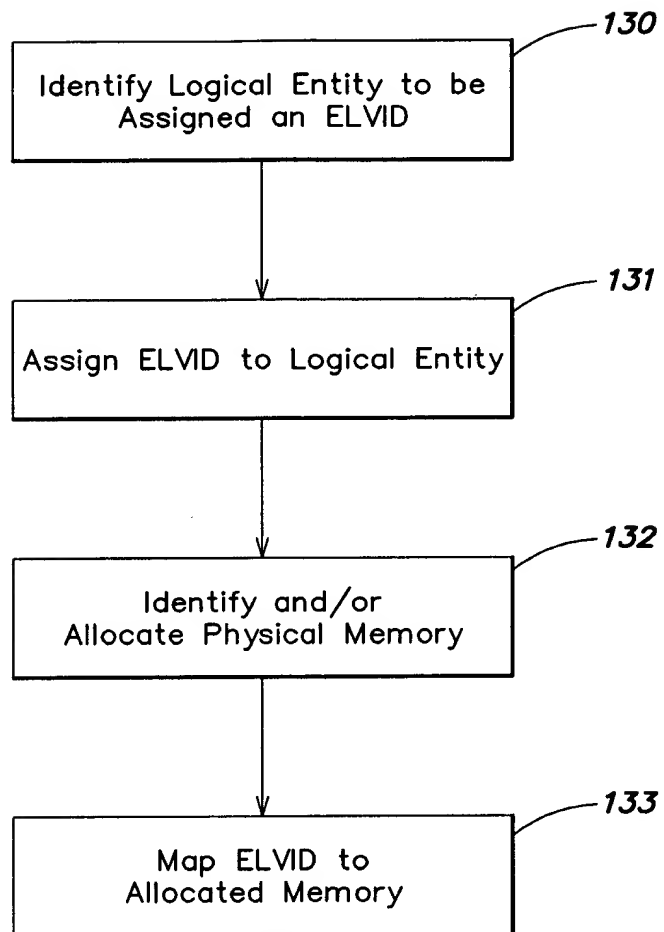 130
Identify Logical Entity to be
Assigned an ELVID
131
Assign ELVID to Logical Entity
132
Identify and/or
Allocate Physical Memory
133
Map ELVID to
Allocated Memory